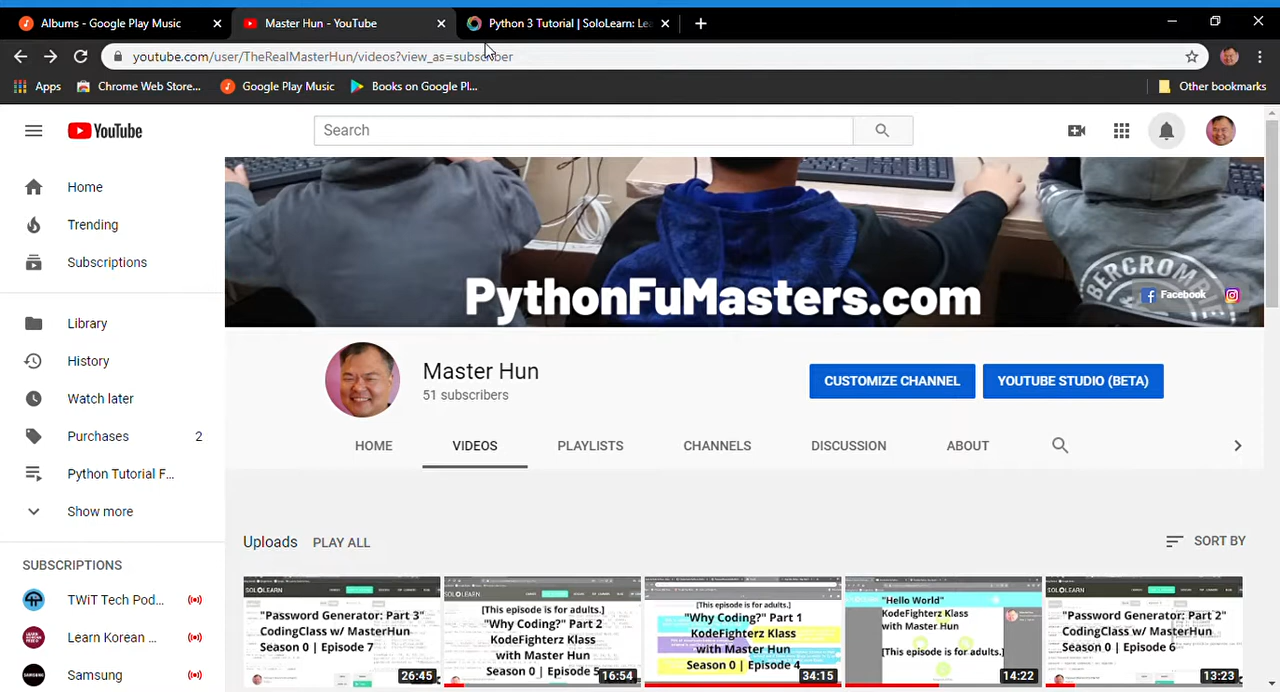 Albums - Google Play Music
Master Hun - YouTube
Python 3 Tutorial | SoloLearn: Le
youtube.com/user/TheRealMasterHun/videos?view_as=subscriber
Apps
Chrome Web Store...
Google Play Music
Books on Google Pl...
Other bookmarks
YouTube
Search
Home
Trending
Subscriptions
Library
History
Watch later
Purchases 2
Python Tutorial F...
Show more
SUBSCRIPTIONS
TWiT Tech Pod...
Learn Korean ...
Samsung
BERCROM
PythonFuMasters.com
Facebook
Master Hun
51 subscribers
CUSTOMIZE CHANNEL
YOUTUBE STUDIO (BETA)
HOME
VIDEOS
PLAYLISTS
CHANNELS
DISCUSSION
ABOUT
Uploads
PLAY ALL
SORT BY
SOLOLEARN
"Password Generator: Part 3"
CodingClass w/ MasterHun
Season 0 | Episode 7
26:45
SOLOLEARN
[This episode is for adults.]
"Why Coding?" Part 2
KodeFighterz Klass
with Master Hun
Season 0 | Episode 5
16:54
[This episode is for adults.]
"Why Coding?" Part 1
KodeFighterz Klass
with Master Hun
Season 0 | Episode 4
34:15
"Hello World"
KodeFighterz Klass
with Master Hun
[This episode is for adults.]
14:22
SOLOLEARN
"Password Generator: Part 2"
CodingClass w/ MasterHun
Season 0 | Episode 6
13:23